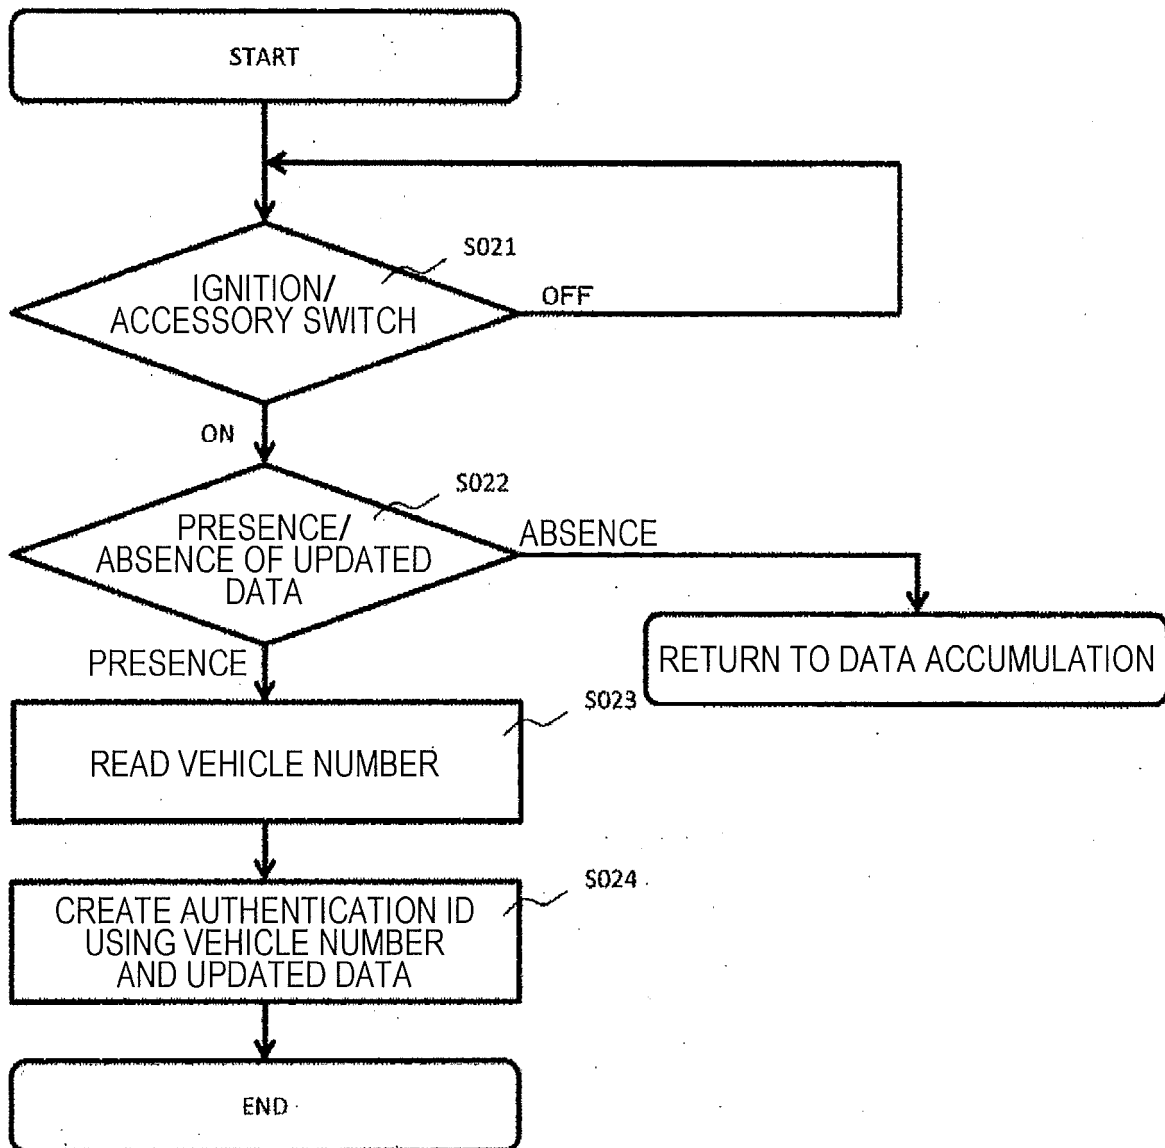 START
S021
IGNITION/
ACCESSORY SWITCH
OFF
ON
S022
PRESENCE/
ABSENCE OF UPDATED
DATA
ABSENCE
RETURN TO DATA ACCUMULATION
PRESENCE
S023
READ VEHICLE NUMBER
S024
CREATE AUTHENTICATION ID
USING VEHICLE NUMBER
AND UPDATED DATA
END